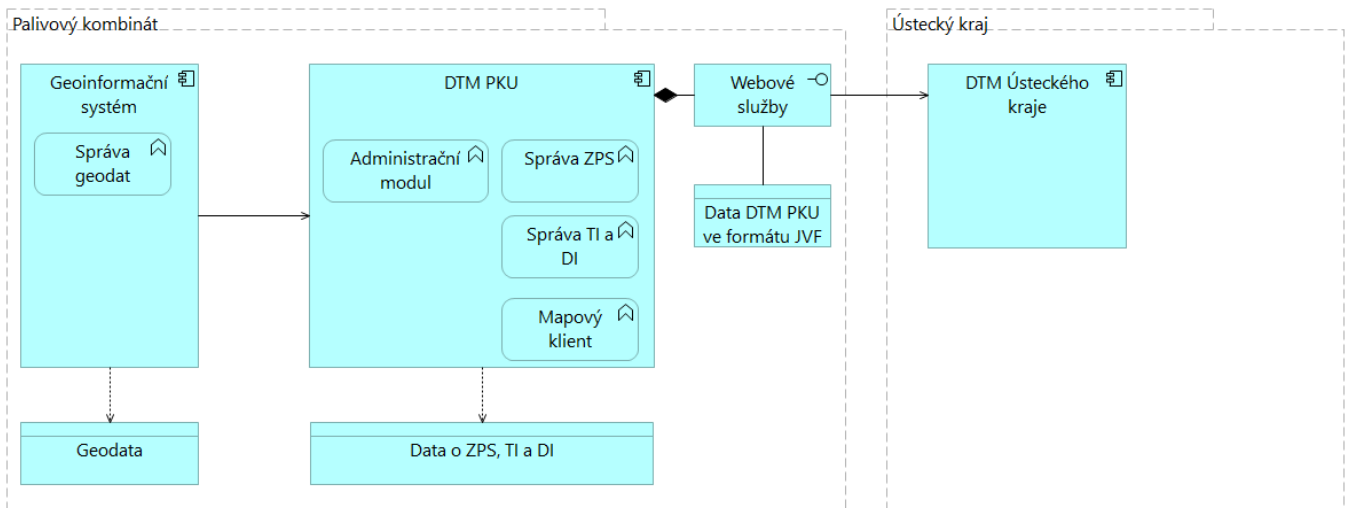 Palivový kombinát
Ústecký kraj
Geoinformační
systém
Správa
geodat
DTM PKU
Administrační
modul
Správa ZPS
Správa TI a
DI
Mapový
klient
Webové
služby
Data DTM PKU
ve formátu JVF
DTM Ústeckého
kraje
Geodata
Data o ZPS, TI a DI